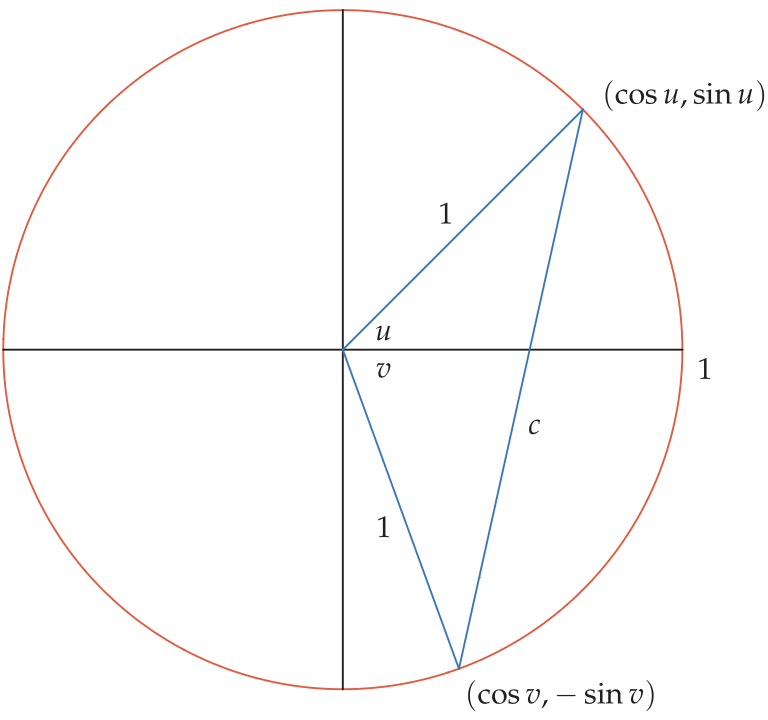 (cos u, sin u)
1
u
v
1
c
1
(cos v, − sin v)